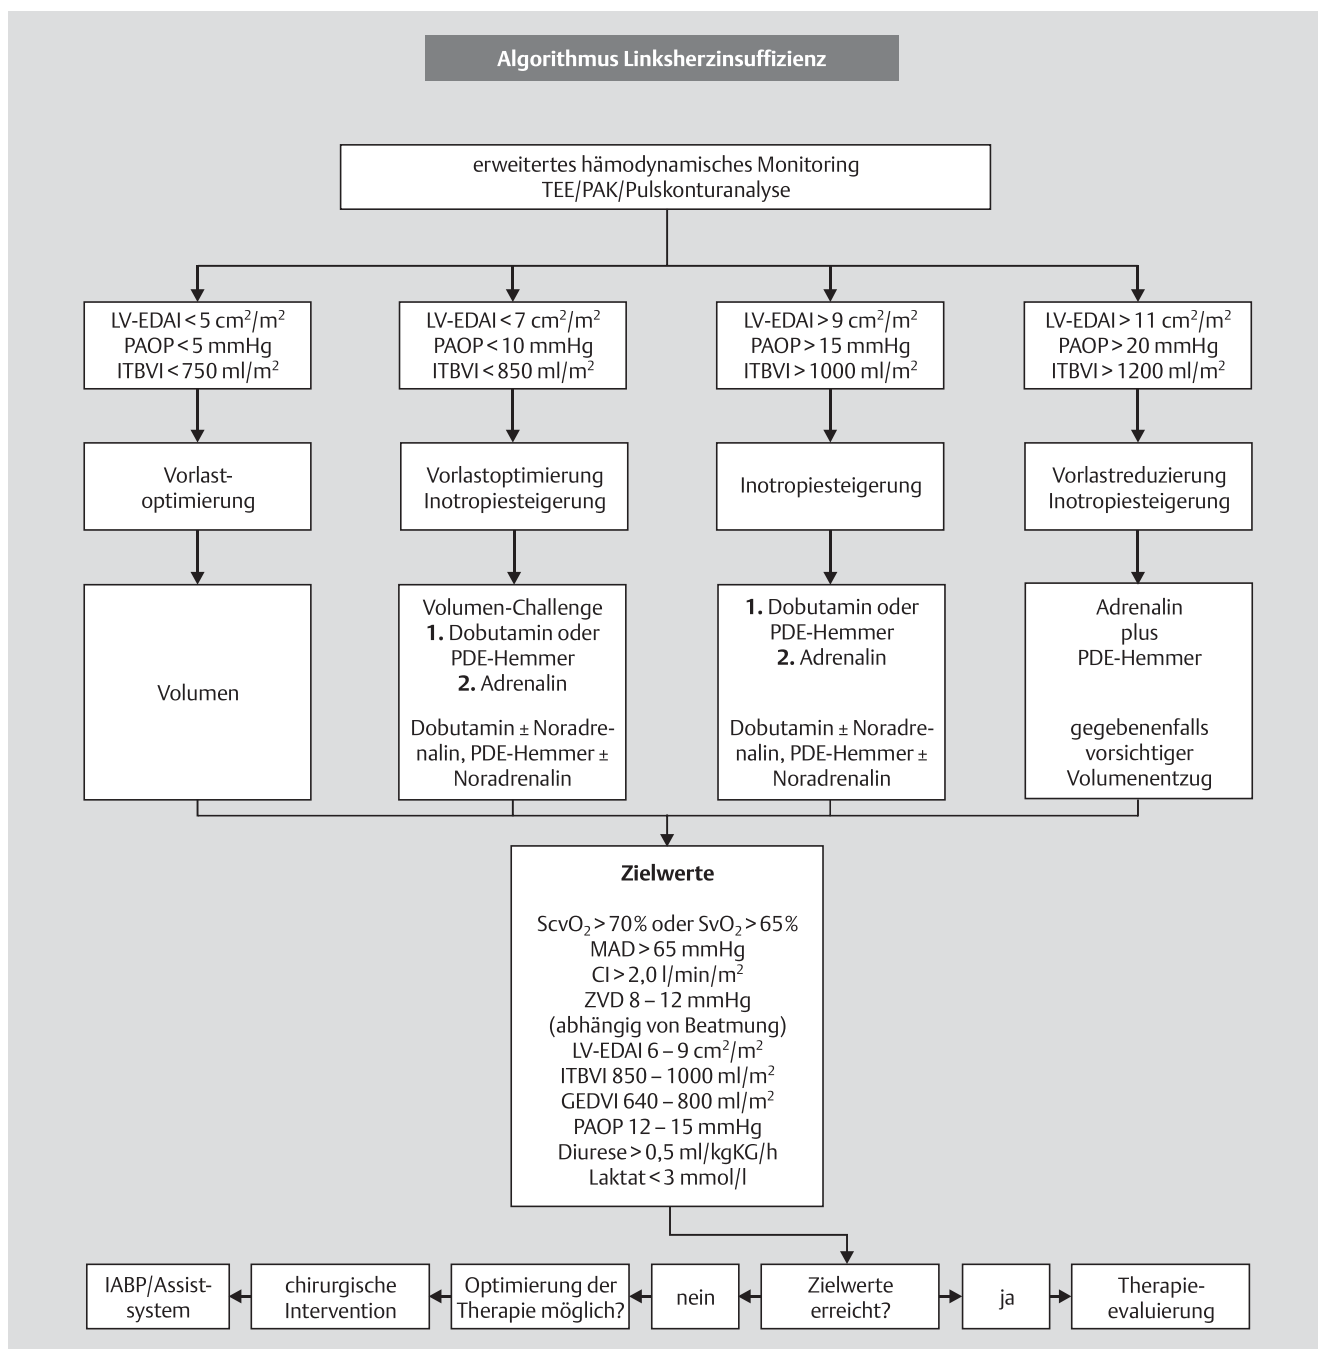 Algorithmus Linksherzinsuffizienz
erweitertes hämodynamisches Monitoring
TEE/PAK/Pulskonturanalyse
LV-EDAI < 5 cm²/m²
PAOP < 5 mmHg
ITBVI < 750 ml/m²
LV-EDAI < 7 cm²/m²
PAOP < 10 mmHg
ITBVI < 850 ml/m²
LV-EDAI > 9 cm²/m²
PAOP > 15 mmHg
ITBVI > 1000 ml/m²
LV-EDAI > 11 cm²/m²
PAOP > 20 mmHg
ITBVI > 1200 ml/m²
Vorlast-
optimierung
Vorlastoptimierung
Inotropiesteigerung
Inotropiesteigerung
Vorlastreduzierung
Inotropiesteigerung
Volumen
Volumen-Challenge
1. Dobutamin oder
PDE-Hemmer
2. Adrenalin
Dobutamin ± Noradre-
nalin, PDE-Hemmer ±
Noradrenalin
1. Dobutamin oder
PDE-Hemmer
2. Adrenalin
Dobutamin ± Noradre-
nalin, PDE-Hemmer ±
Noradrenalin
Adrenalin
plus
PDE-Hemmer
gegebenenfalls
vorsichtiger
Volumenentzug
Zielwerte
ScvO₂ > 70% oder SvO₂ > 65%
MAD > 65 mmHg
CI > 2,0 l/min/m²
ZVD 8 – 12 mmHg
(abhängig von Beatmung)
LV-EDAI 6 – 9 cm²/m²
ITBVI 850 – 1000 ml/m²
GEDVI 640 – 800 ml/m²
PAOP 12 – 15 mmHg
Diurese > 0,5 ml/kgKG/h
Laktat < 3 mmol/l
IABP/Assist-
system
chirurgische
Intervention
Optimierung der
Therapie möglich?
nein
Zielwerte
erreicht?
ja
Therapie-
evaluierung